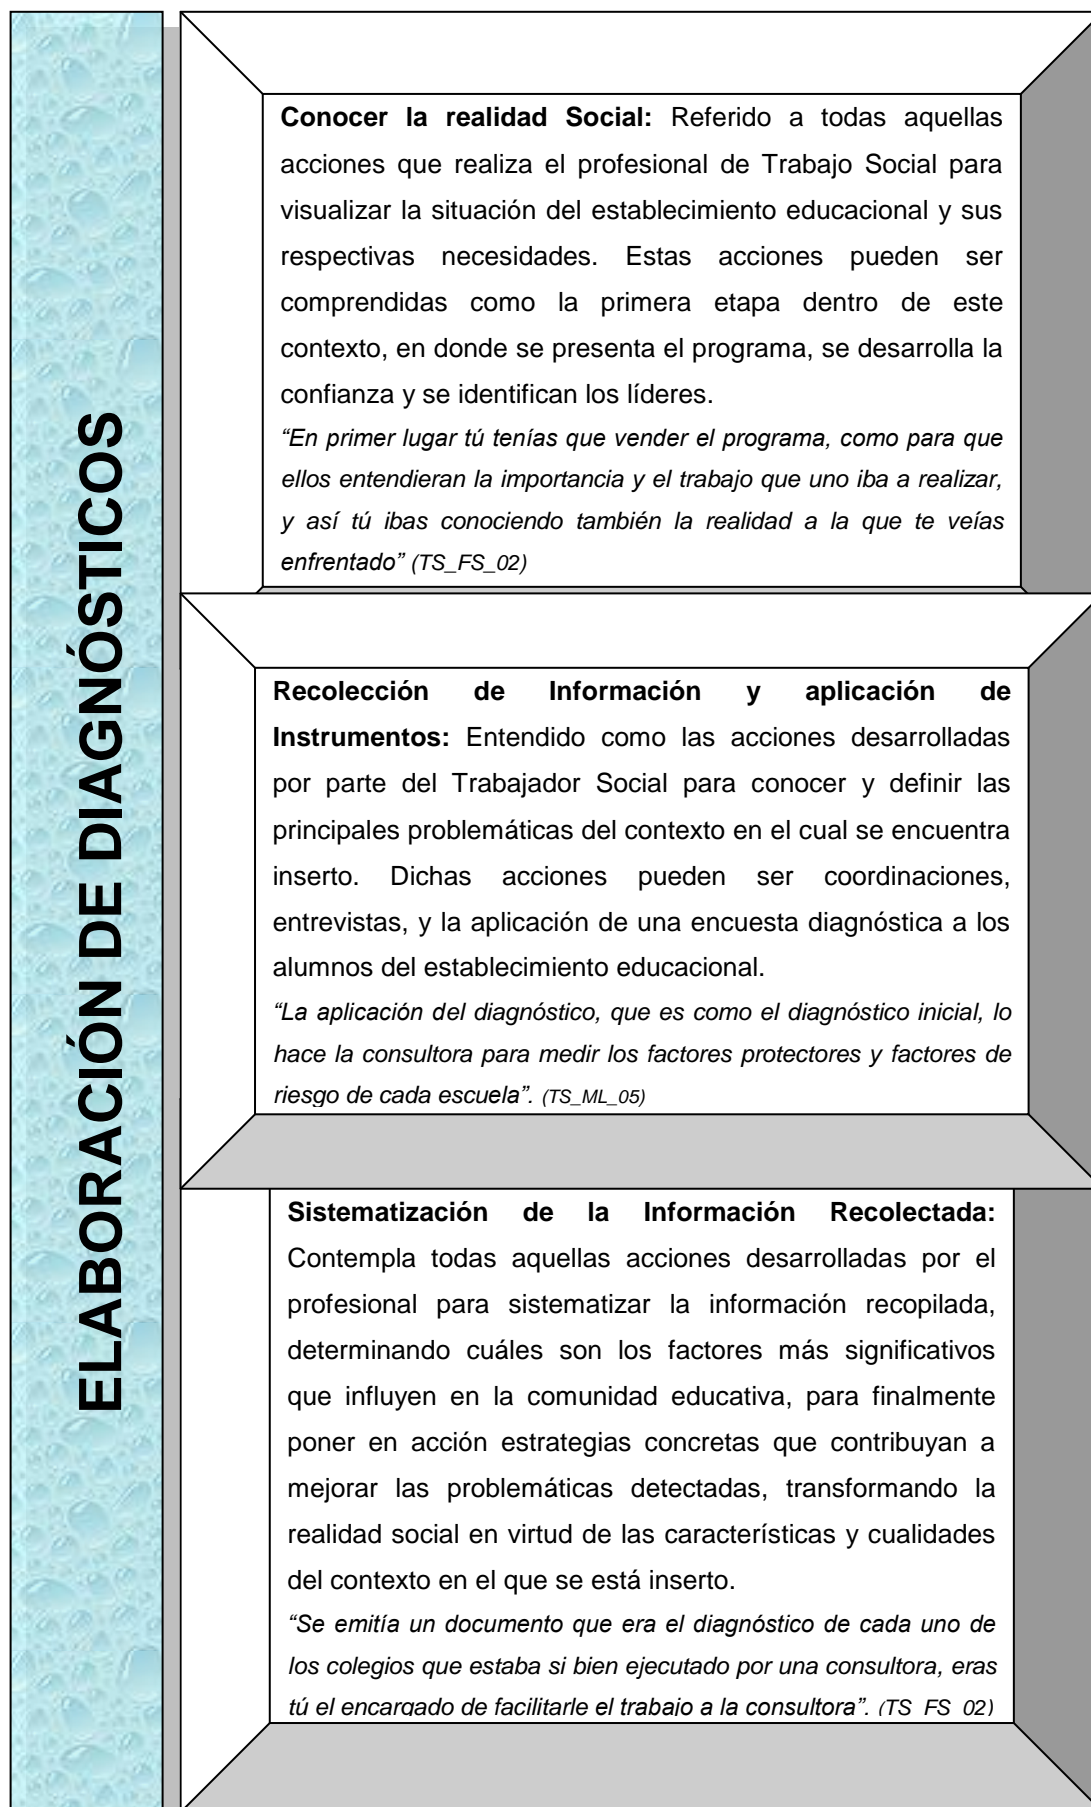 ELABORACIÓN DE DIAGNÓSTICOS
Conocer la realidad Social: Referido a todas aquellas
acciones que realiza el profesional de Trabajo Social para
visualizar la situación del establecimiento educacional y sus
respectivas necesidades. Estas acciones pueden ser
comprendidas como la primera etapa dentro de este
contexto, en donde se presenta el programa, se desarrolla la
confianza y se identifican los líderes.
“En primer lugar tú tenías que vender el programa, como para que
ellos entendieran la importancia y el trabajo que uno iba a realizar,
y así tú ibas conociendo también la realidad a la que te veías
enfrentado” (TS_FS_02)
Recolección de Información y aplicación de
Instrumentos: Entendido como las acciones desarrolladas
por parte del Trabajador Social para conocer y definir las
principales problemáticas del contexto en el cual se encuentra
inserto. Dichas acciones pueden ser coordinaciones,
entrevistas, y la aplicación de una encuesta diagnóstica a los
alumnos del establecimiento educacional.
“La aplicación del diagnóstico, que es como el diagnóstico inicial, lo
hace la consultora para medir los factores protectores y factores de
riesgo de cada escuela”. (TS_ML_05)
Sistematización de la Información Recolectada:
Contempla todas aquellas acciones desarrolladas por el
profesional para sistematizar la información recopilada,
determinando cuáles son los factores más significativos
que influyen en la comunidad educativa, para finalmente
poner en acción estrategias concretas que contribuyan a
mejorar las problemáticas detectadas, transformando la
realidad social en virtud de las características y cualidades
del contexto en el que se está inserto.
“Se emitía un documento que era el diagnóstico de cada uno de
los colegios que estaba si bien ejecutado por una consultora, eras
tú el encargado de facilitarle el trabajo a la consultora”. (TS_FS_02)